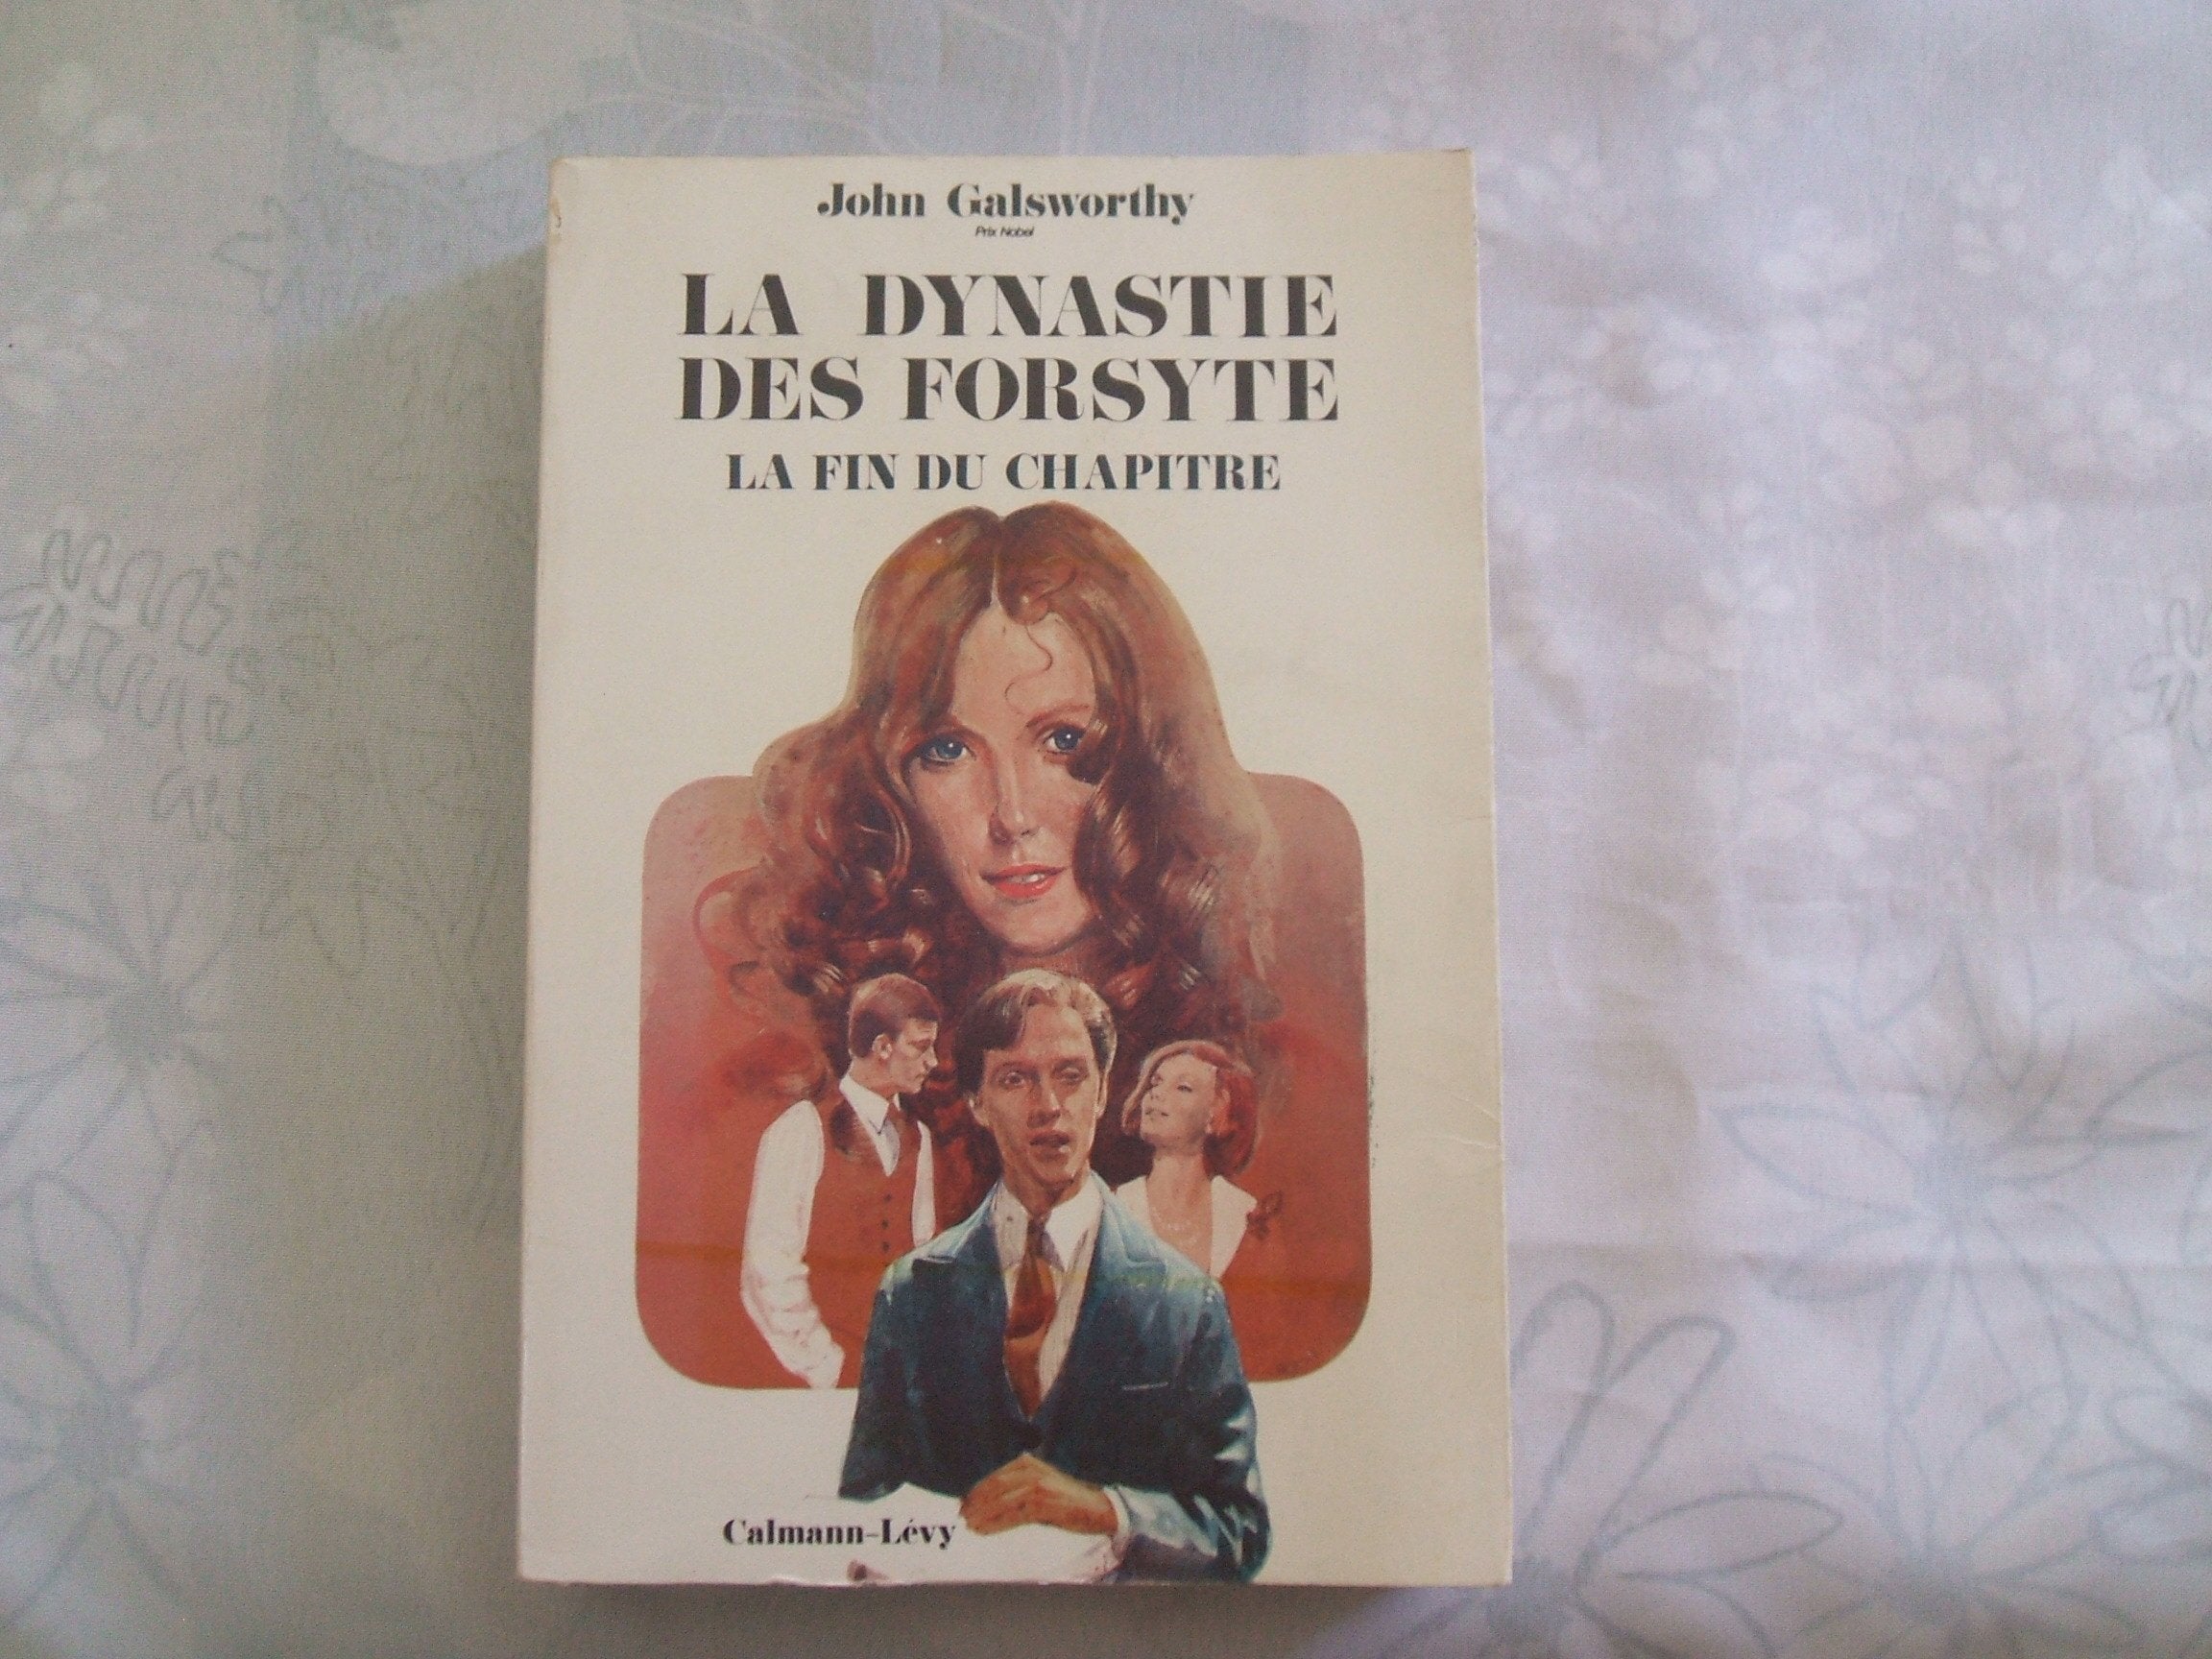 John Galsworthy
Prix Nobel
LA DYNASTIE
DES FORSYTE
LA FIN DU CHAPITRE
Calmann-Lévy